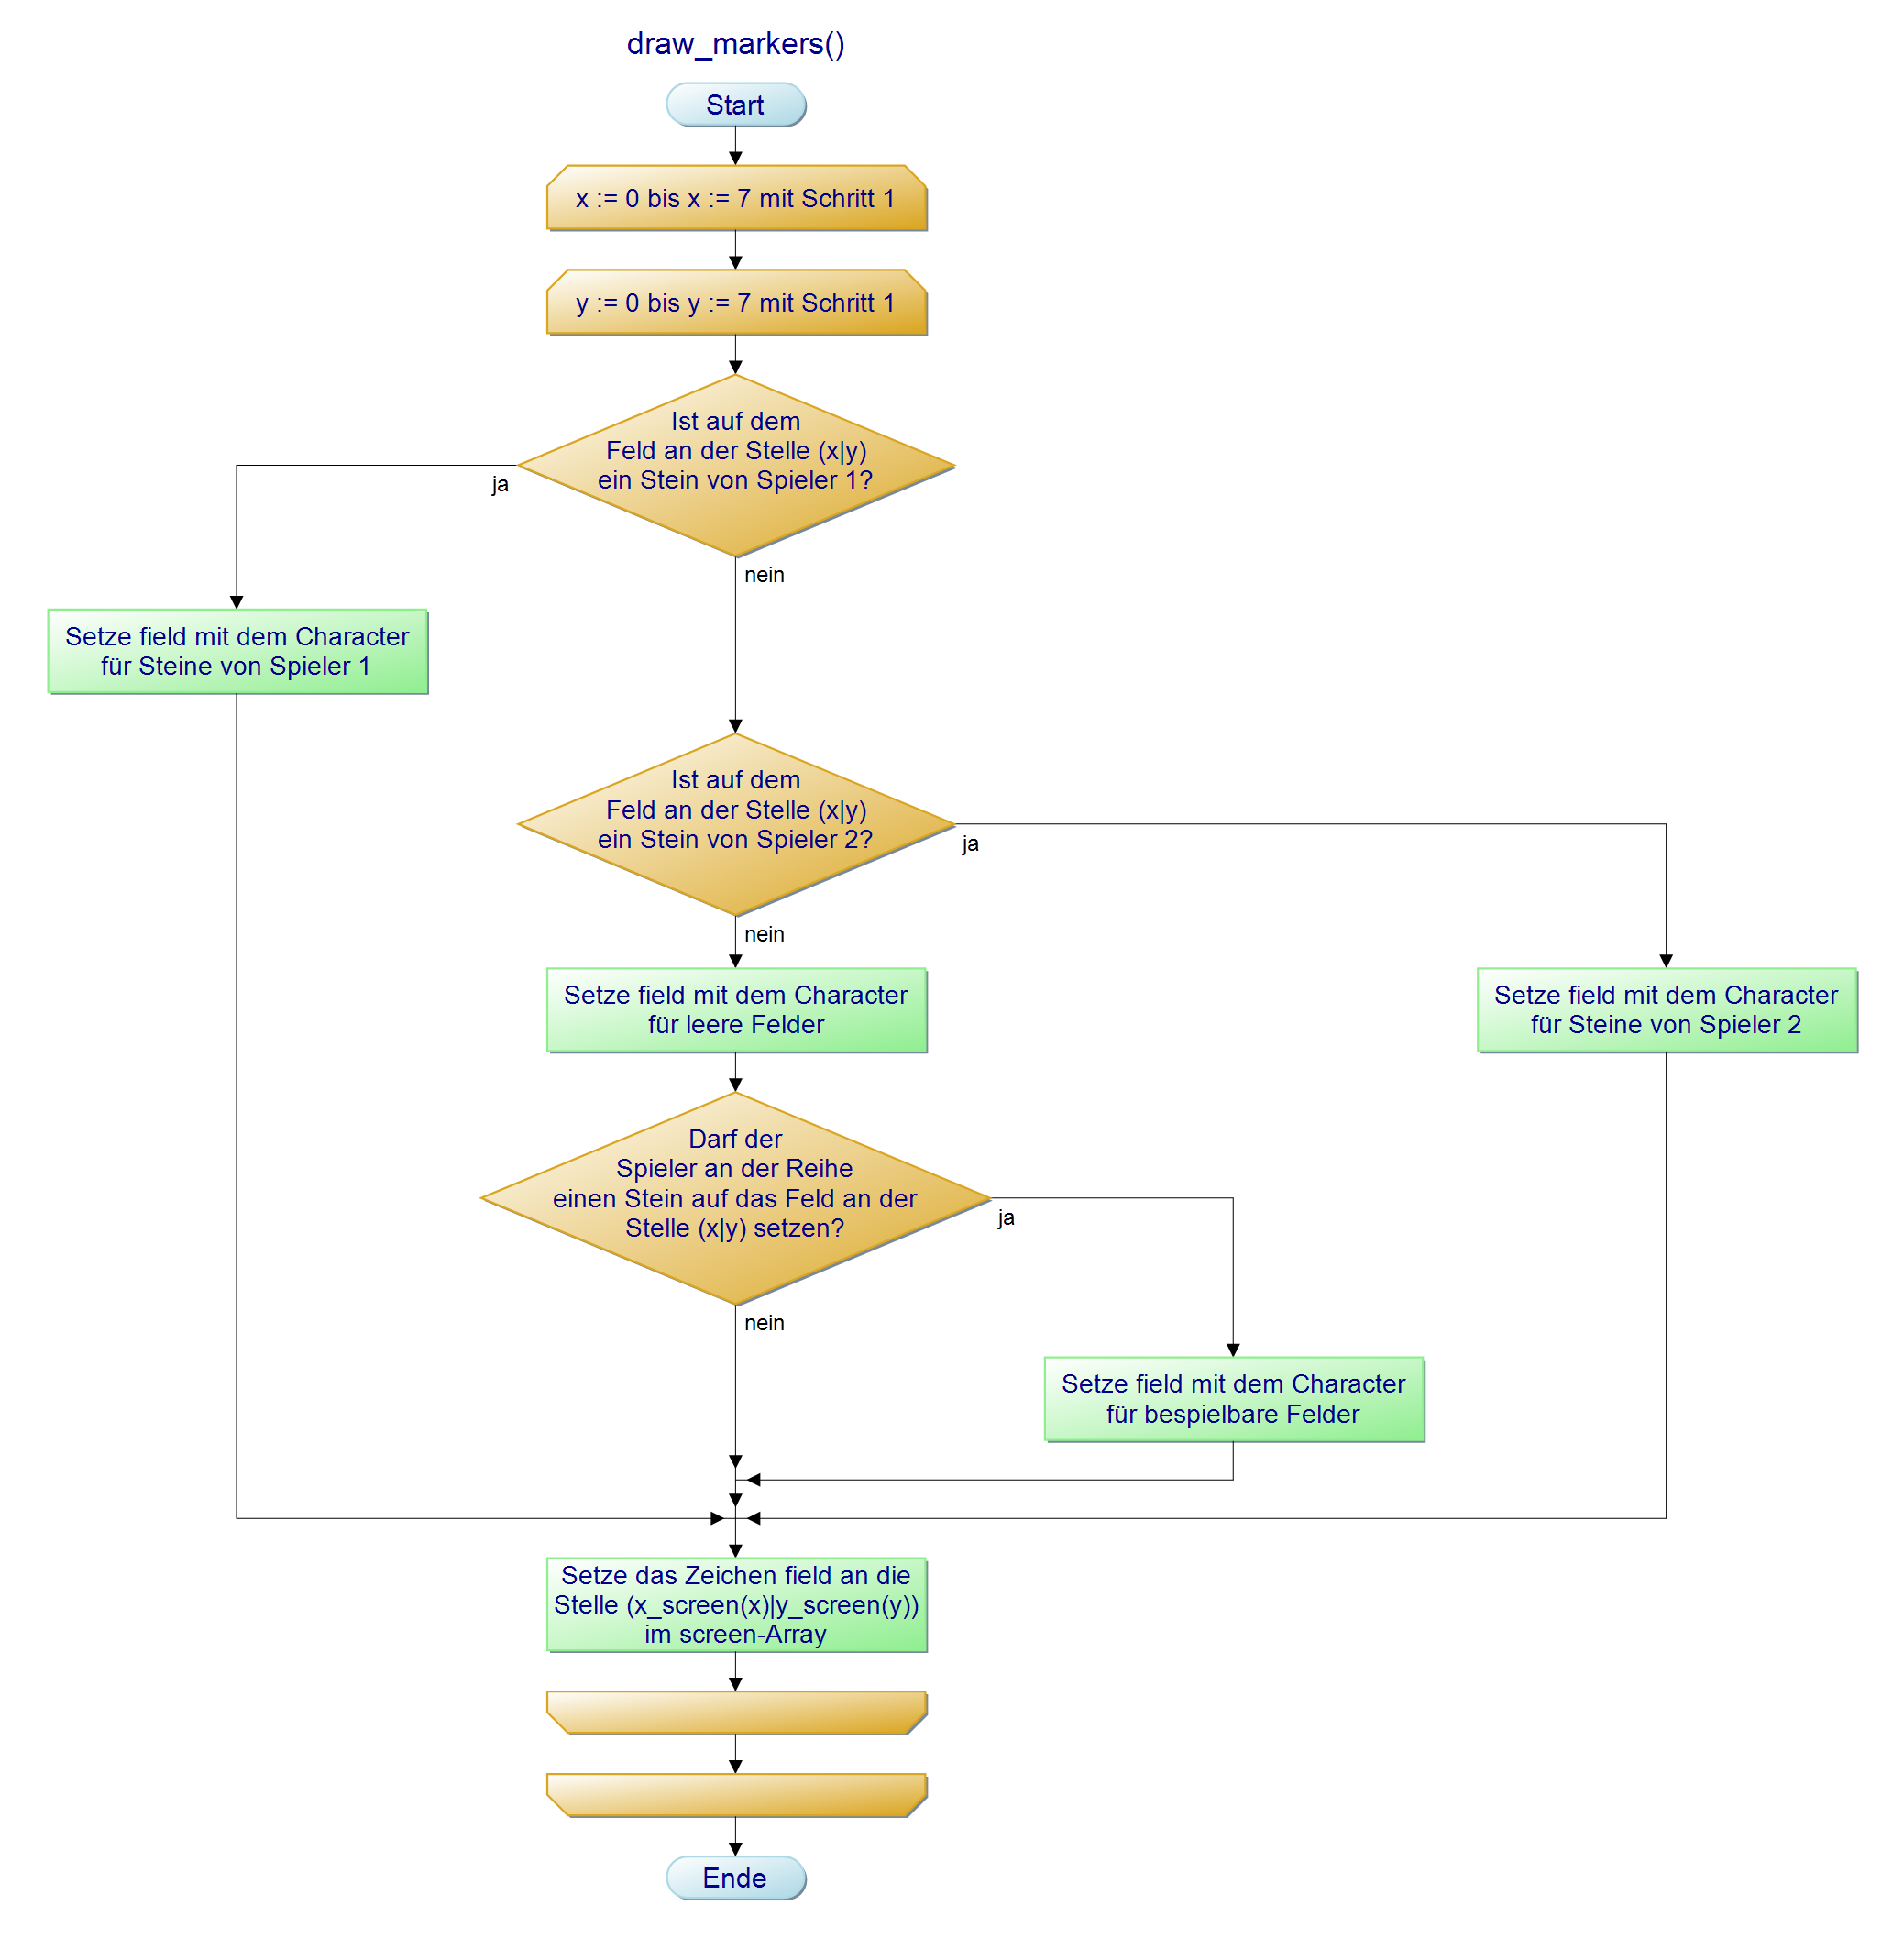 draw_markers()
Start
x := 0 bis x := 7 mit Schritt 1
y := 0 bis y := 7 mit Schritt 1
Ist auf dem
Feld an der Stelle (x|y)
ein Stein von Spieler 1?
ja
nein
Setze field mit dem Character
für Steine von Spieler 1
Ist auf dem
Feld an der Stelle (x|y)
ein Stein von Spieler 2?
ja
nein
Setze field mit dem Character
für leere Felder
Setze field mit dem Character
für Steine von Spieler 2
Darf der
Spieler an der Reihe
einen Stein auf das Feld an der
Stelle (x|y) setzen?
ja
nein
Setze field mit dem Character
für bespielbare Felder
Setze das Zeichen field an die
Stelle (x_screen(x)|y_screen(y))
im screen-Array
Ende